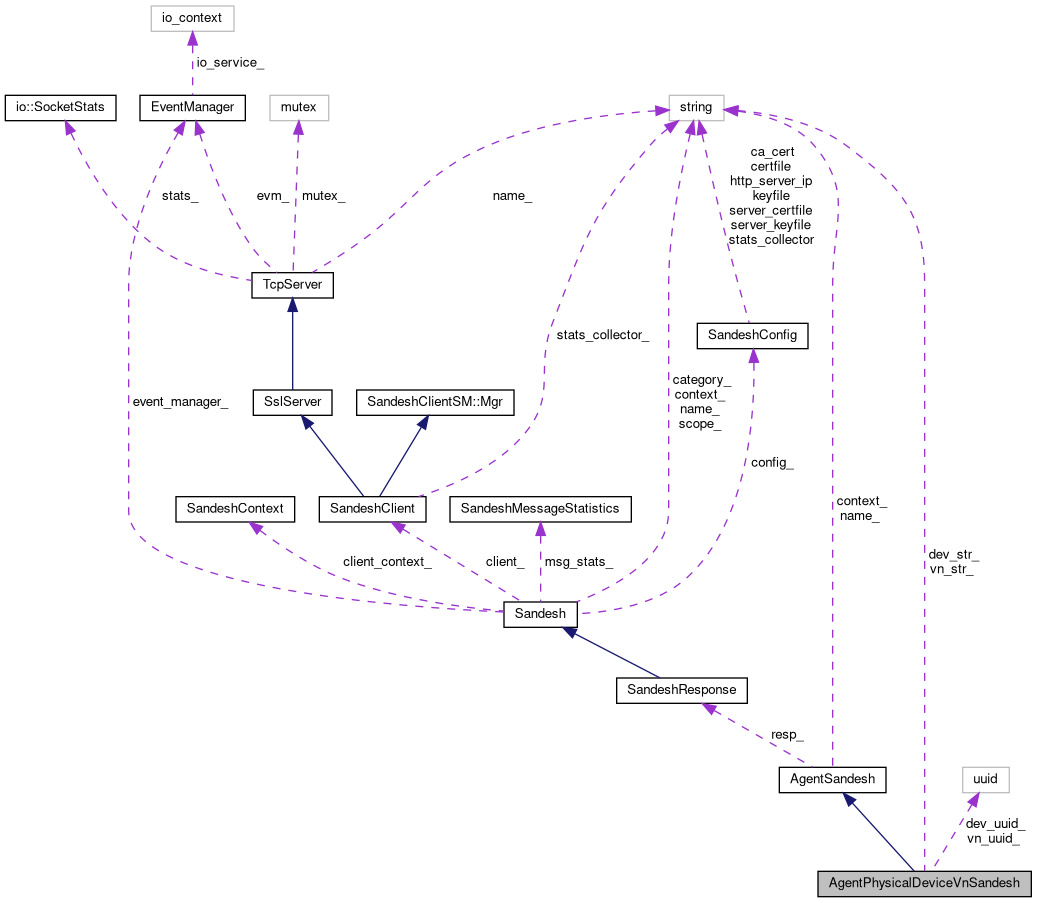 io_context
io_service_
io::SocketStats
EventManager
mutex
string
ca_cert
certfile
http_server_ip
keyfile
server_certfile
server_keyfile
stats_collector
stats_
evm_
mutex_
name_
TcpServer
SandeshConfig
stats_collector_
category_
context_
name_
scope_
event_manager_
SslServer
SandeshClientSM::Mgr
config_
SandeshContext
SandeshClient
SandeshMessageStatistics
context_
name_
client_context_
client_
msg_stats_
dev_str_
vn_str_
Sandesh
SandeshResponse
resp_
AgentSandesh
uuid
dev_uuid_
vn_uuid_
AgentPhysicalDeviceVnSandesh